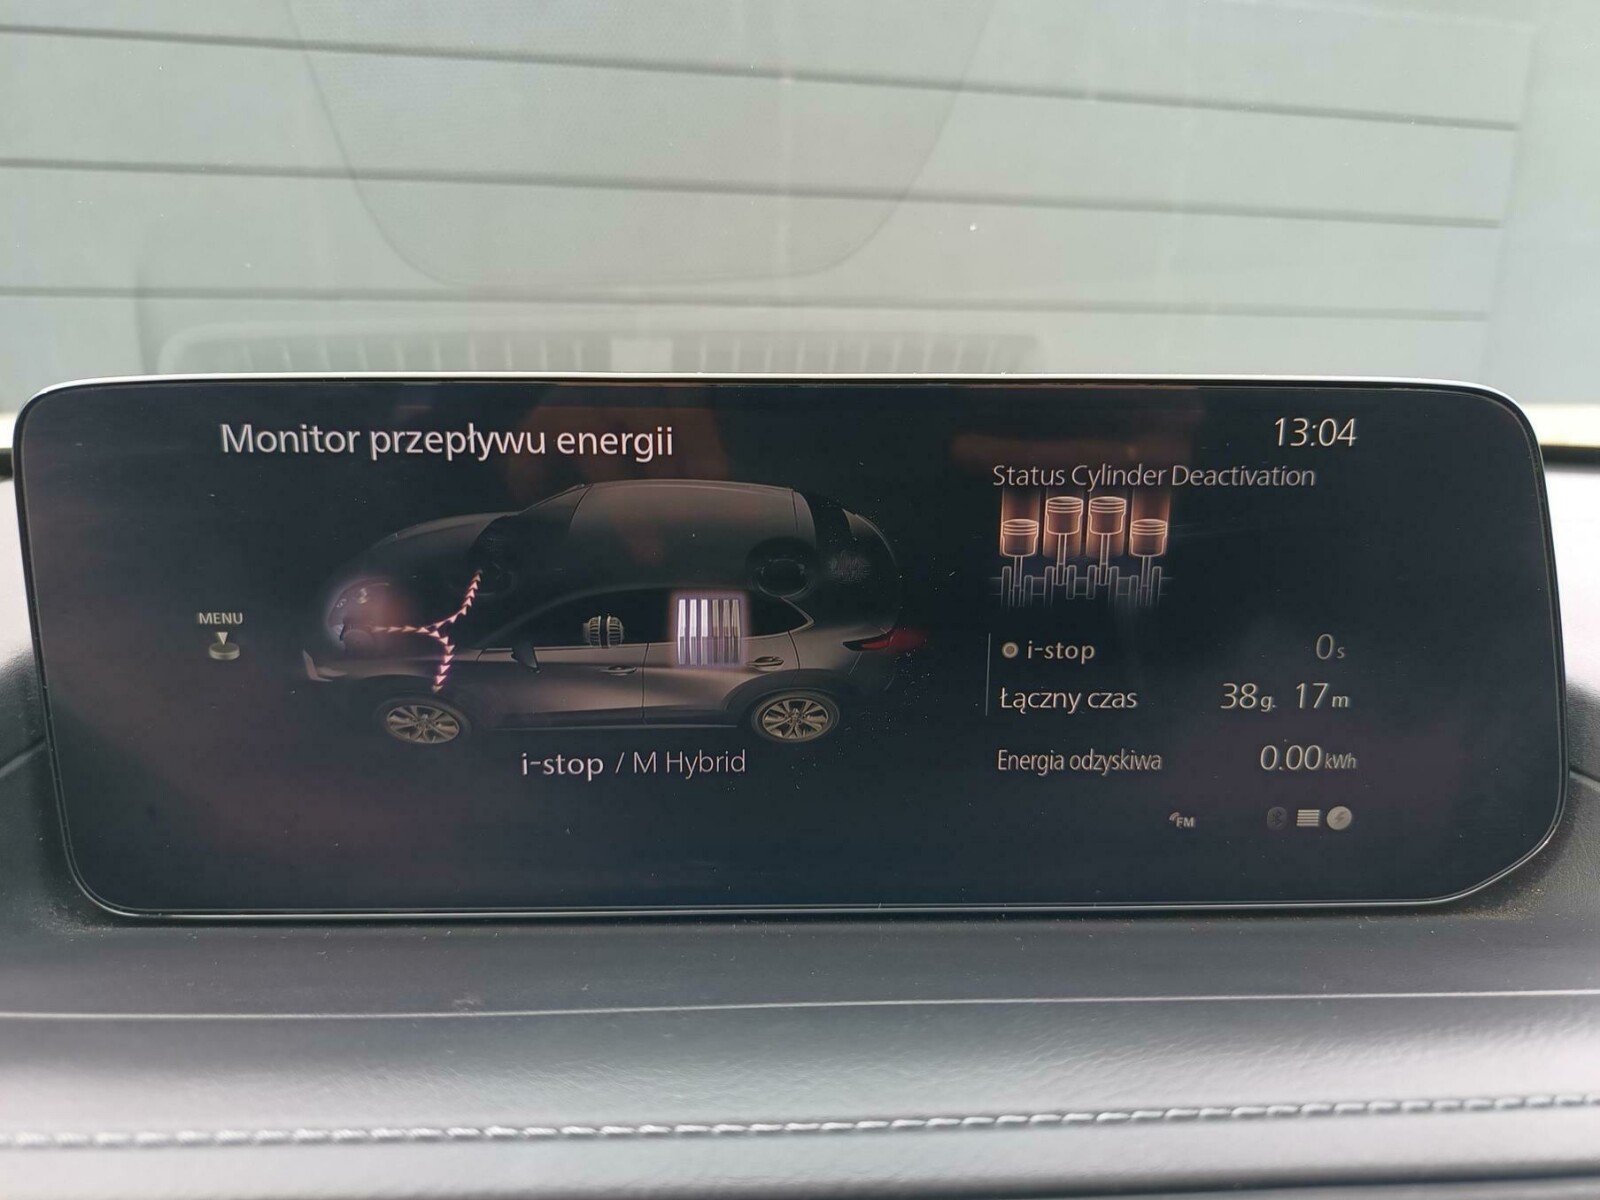 Monitor przepływu energii
13:04
Status Cylinder Deactivation
MENU
i-stop 0s
Łączny czas 38g. 17m
i-stop / M Hybrid
Energia odzyskiwa 0.00kWh
FM